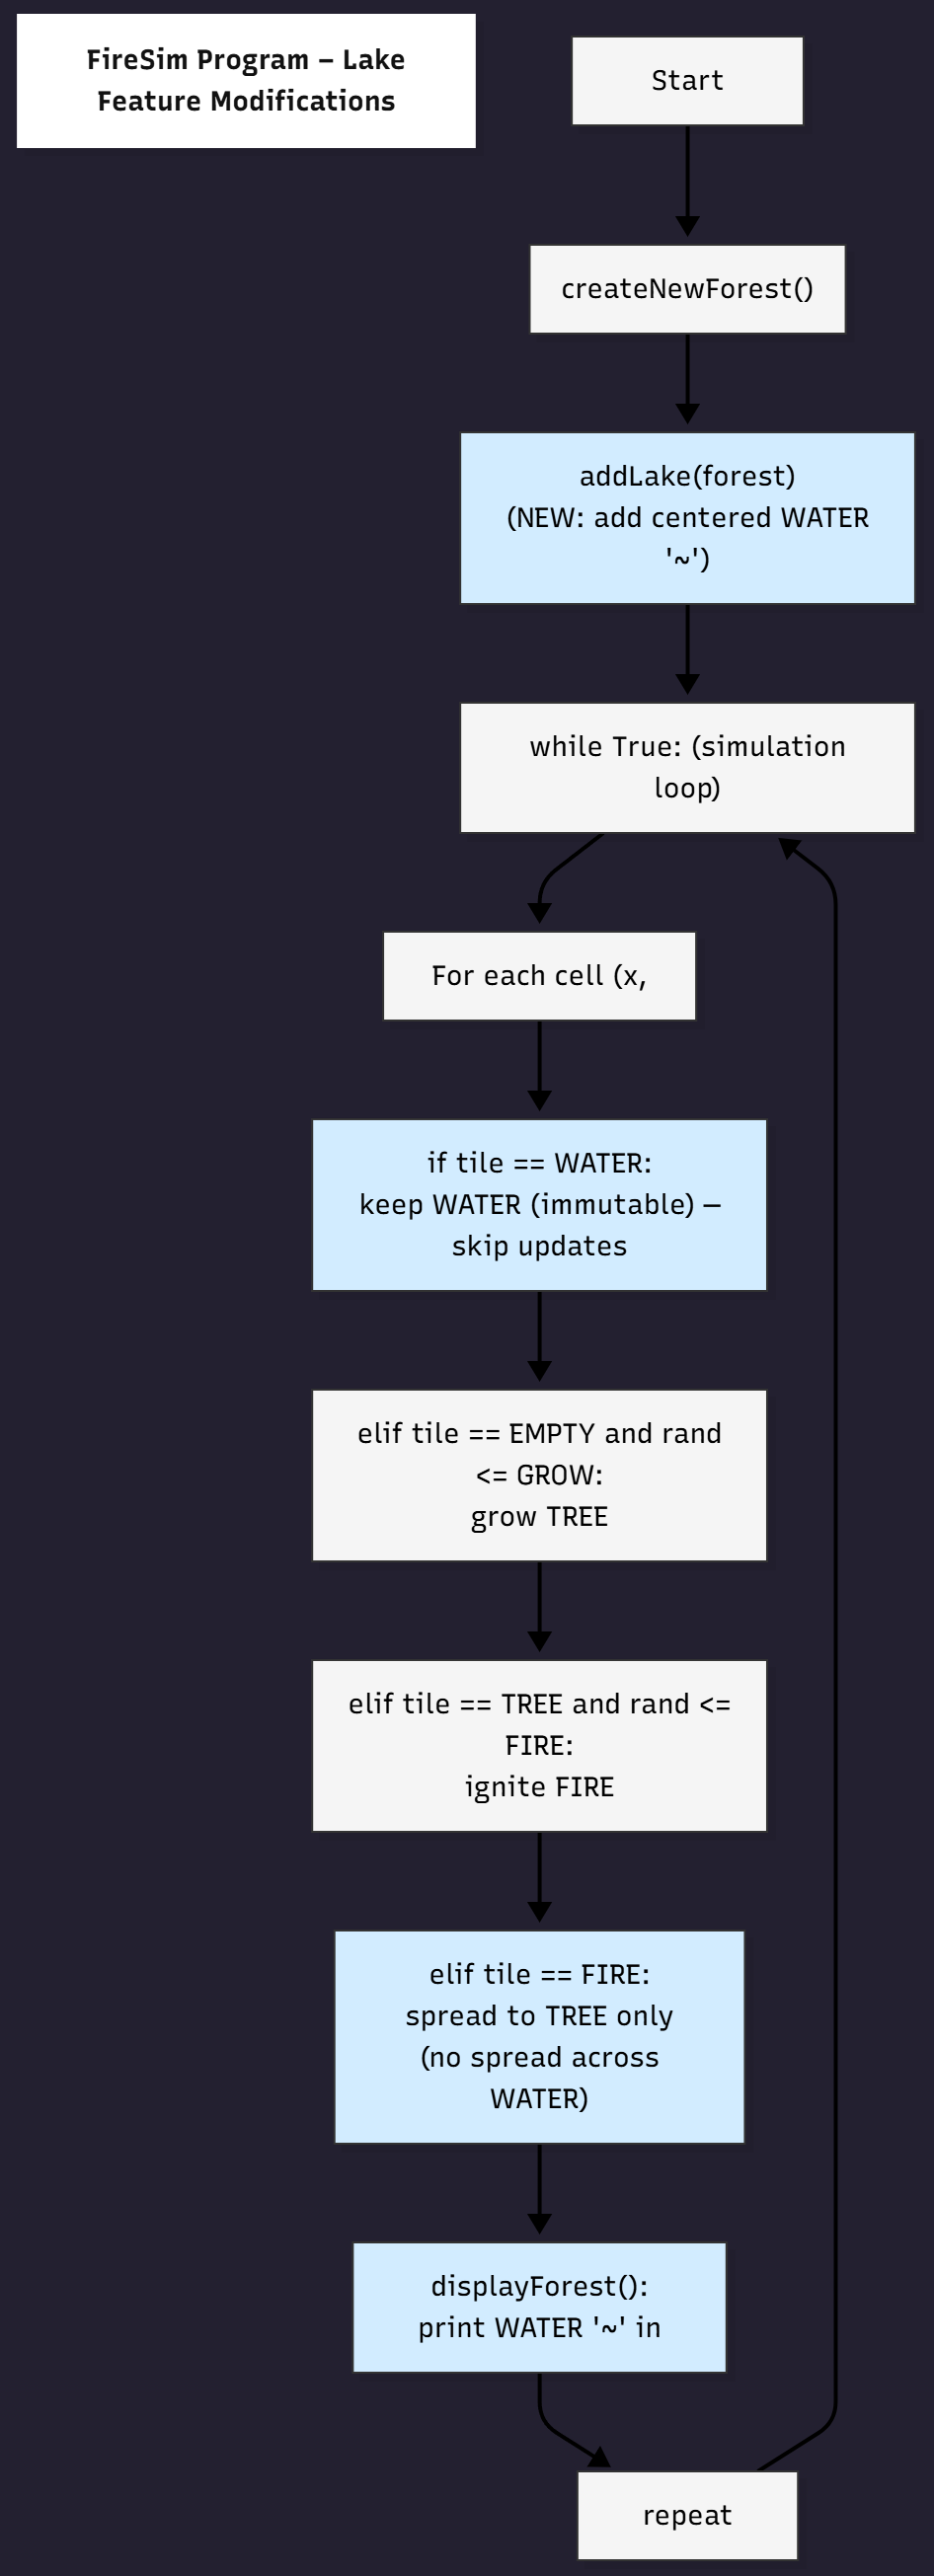 FireSim Program – Lake
Feature Modifications
Start
createNewForest()
addLake(forest)
(NEW: add centered WATER
'~')
while True: (simulation
loop)
For each cell (x,
if tile == WATER:
keep WATER (immutable) —
skip updates
elif tile == EMPTY and rand
<= GROW:
grow TREE
elif tile == TREE and rand <=
FIRE:
ignite FIRE
elif tile == FIRE:
spread to TREE only
(no spread across
WATER)
displayForest():
print WATER '~' in
repeat